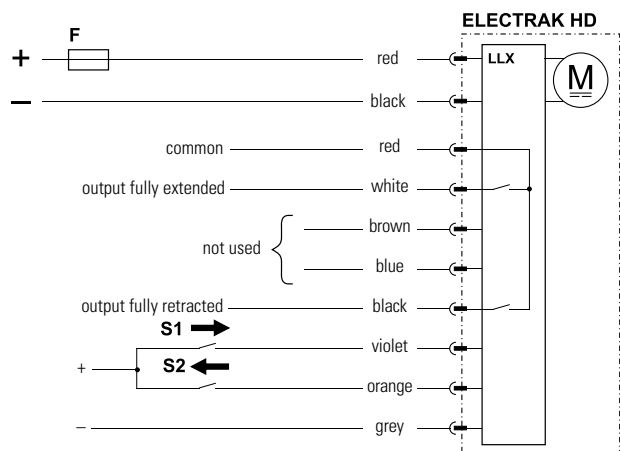 ELECTRAK HD
F
+ red LLX
M
– black
common red
output fully extended white
brown
not used
blue
output fully retracted black
S1
violet
S2
+
orange
– grey